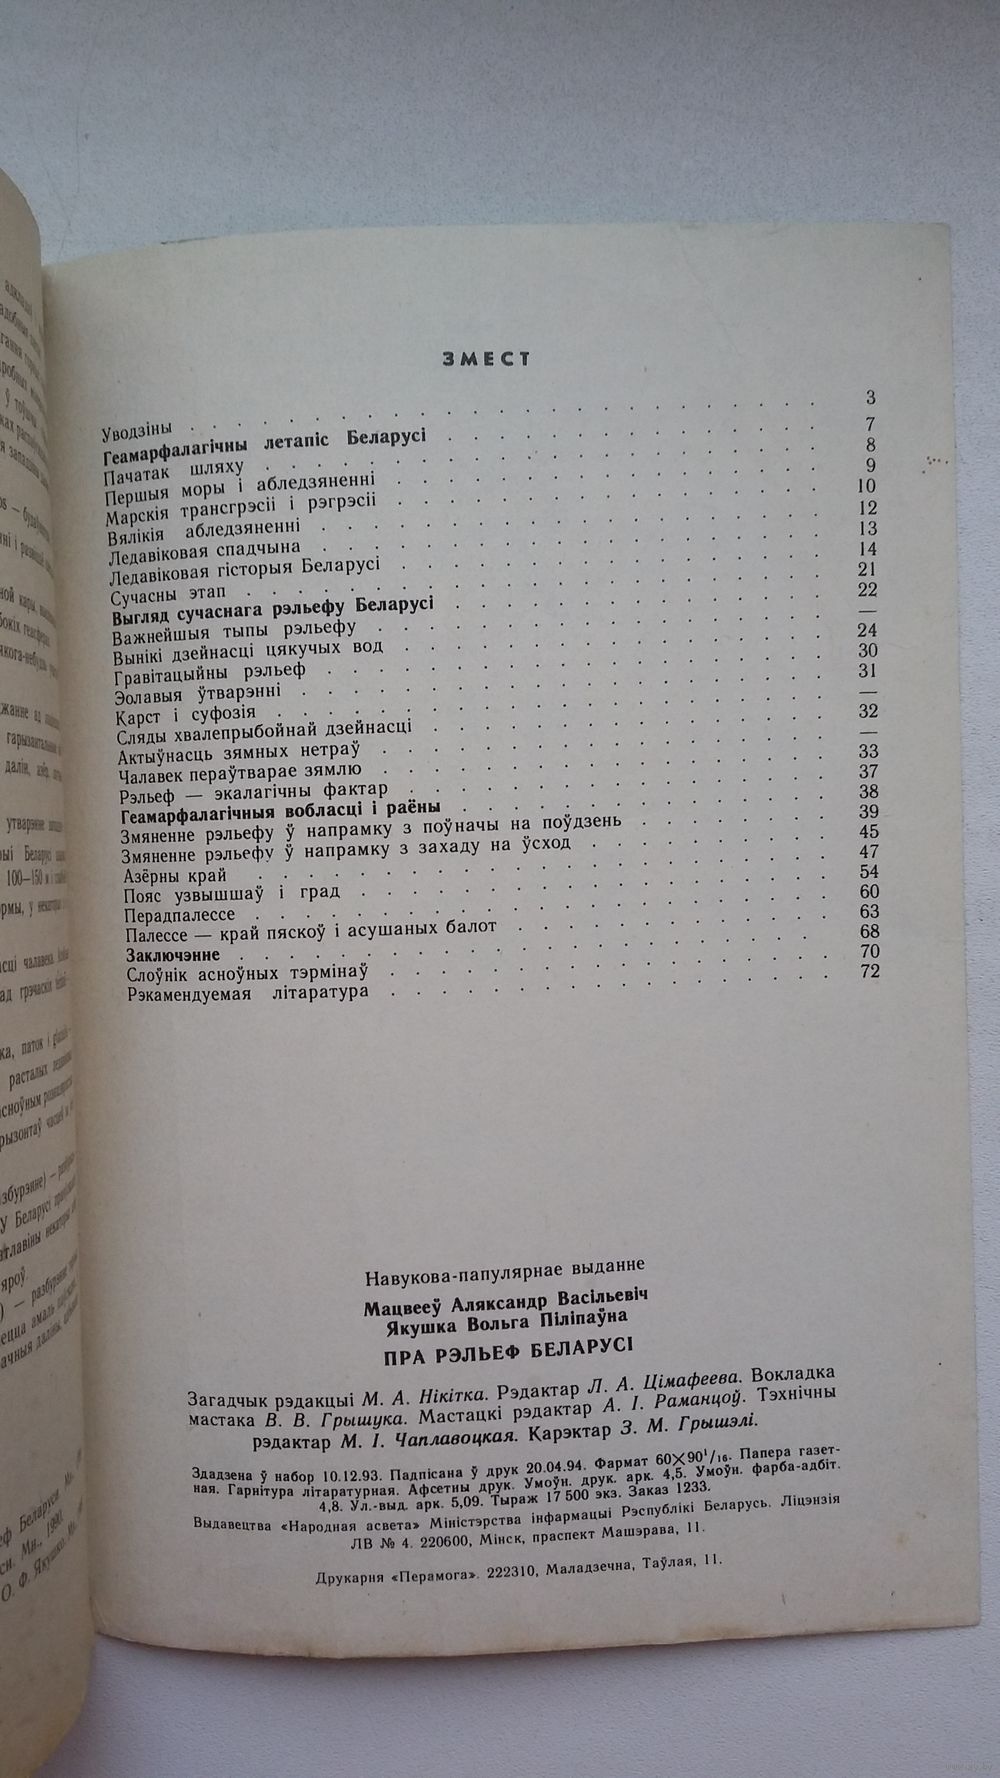 ЗМЕСТ
Уводзіны . . . 3
Геамарфалагічны летапіс Беларусі . . . 7
Пачатак шляху . . . 8
Першыя моры і абледзяненні . . . 9
Марскія трансгрэсіі і рэгрэсіі . . . 10
Вялікія абледзяненні . . . 12
Ледавіковая спадчына . . . 13
Ледавіковая гісторыя Беларусі . . . 14
Сучасны этап . . . 21
Выгляд сучаснага рэльефу Беларусі . . . 22
Важнейшыя тыпы рэльефу . . . —
Вынікі дзейнасці цякучых вод . . . 24
Гравітацыйны рэльеф . . . 30
Эолавыя ўтварэнні . . . 31
Карст і суфозія . . . —
Сляды хвалепрыбойнай дзейнасці . . . 32
Актыўнасць зямных нетраў . . . —
Чалавек пераўтварае зямлю . . . 33
Рэльеф — экалагічны фактар . . . 37
Геамарфалагічныя вобласці і раёны . . . 38
Змяненне рэльефу ў напрамку з поўначы на поўдзень . . . 39
Змяненне рэльефу ў напрамку з захаду на ўсход . . . 45
Азёрны край . . . 47
Пояс узвышшаў і град . . . 54
Перадпалессе . . . 60
Палессе — край пяскоў і асушаных балот . . . 63
Заключэнне . . . 68
Слоўнік асноўных тэрмінаў . . . 70
Рэкамендуемая літаратура . . . 72
Навукова-папулярнае выданне
Мацвееў Аляксандр Васільевіч
Якушка Вольга Піліпаўна
ПРА РЭЛЬЕФ БЕЛАРУСІ
Загадчык рэдакцыі М. А. Нікітка. Рэдактар Л. А. Цімафеева. Вокладка
мастака В. В. Грышука. Мастацкі рэдактар А. І. Раманцоў. Тэхнічны
рэдактар М. І. Чаплавоцкая. Карэктар З. М. Грышэлі.
Здадзена ў набор 10.12.93. Падпісана ў друк 20.04.94. Фармат 60×90¹/₁₆. Папера газет-
ная. Гарнітура літаратурная. Афсетны друк. Умоўн. друк. арк. 4,5. Умоўн. фарба-адбіт.
4,8. Ул.-выд. арк. 5,09. Тыраж 17 500 экз. Заказ 1233.
Выдавецтва «Народная асвета» Міністэрства інфармацыі Рэспублікі Беларусь. Ліцэнзія
ЛВ № 4. 220600, Мінск, праспект Машэрава, 11.
Друкарня «Перамога». 222310, Маладзечна, Таўлая, 11.